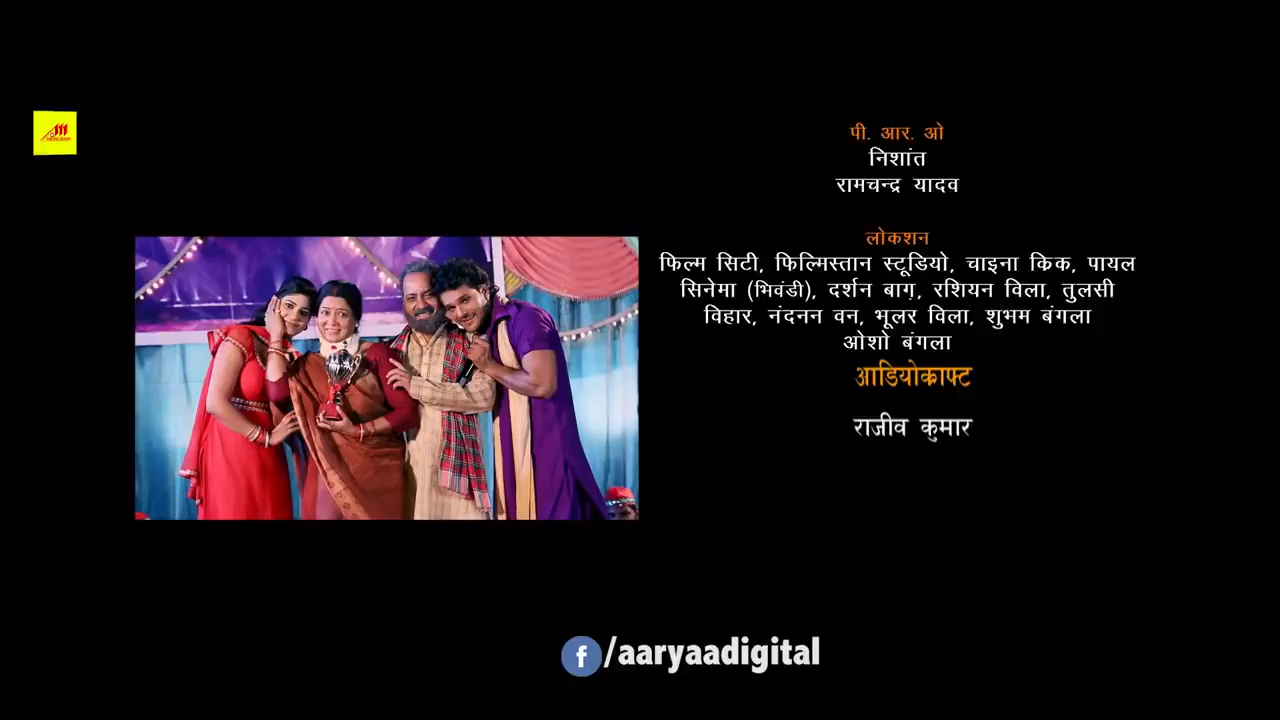 पी. आर. ओ
निशांत
रामचन्द्र यादव
लोकशन
फिल्म सिटी, फिल्मिस्तान स्टूडियो, चाइना क्रिक, पायल
सिनेमा (भिवंडी), दर्शन बाग़, रशियन विला, तुलसी
विहार, नंदनन वन, भूलर विला, शुभम बंगला
ओशो बंगला
आडियोक्राफ्ट
राजीव कुमार
/aaryaadigital